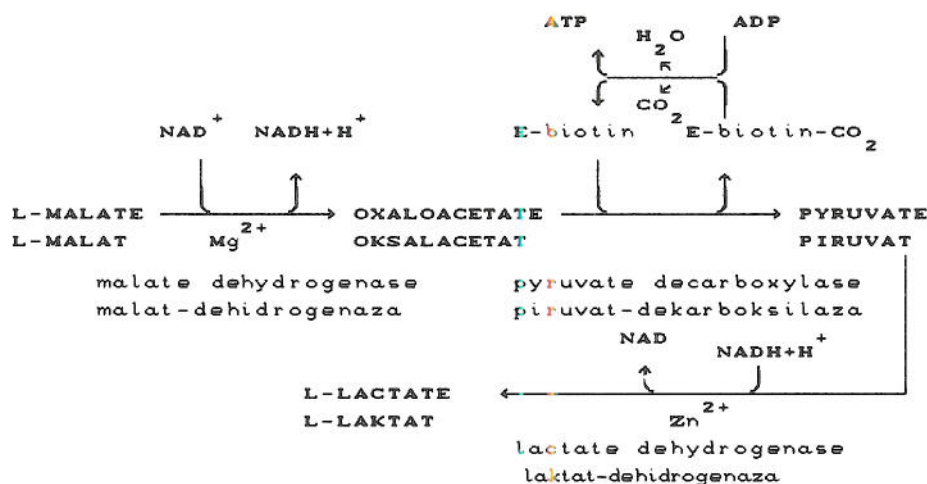 ATP ADP
H2O
CO2
NAD+ NADH+H+ E-biotin E-biotin-CO2
L-MALATE OXALOACETATE PYRUVATE
L-MALAT Mg2+ OKSALACETAT PIRUVAT
malate dehydrogenase pyruvate decarboxylase
malat-dehidrogenaza piruvat-dekarboksilaza
NAD NADH+H+
L-LACTATE
L-LAKTAT Zn2+
lactate dehydrogenase
laktat-dehidrogenaza